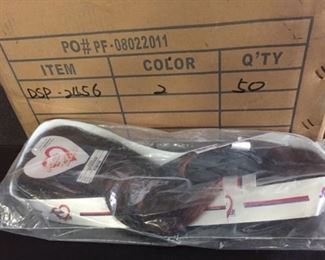 PO# PF-08022011
ITEM COLOR Q'TY
DSP-2456 2 50